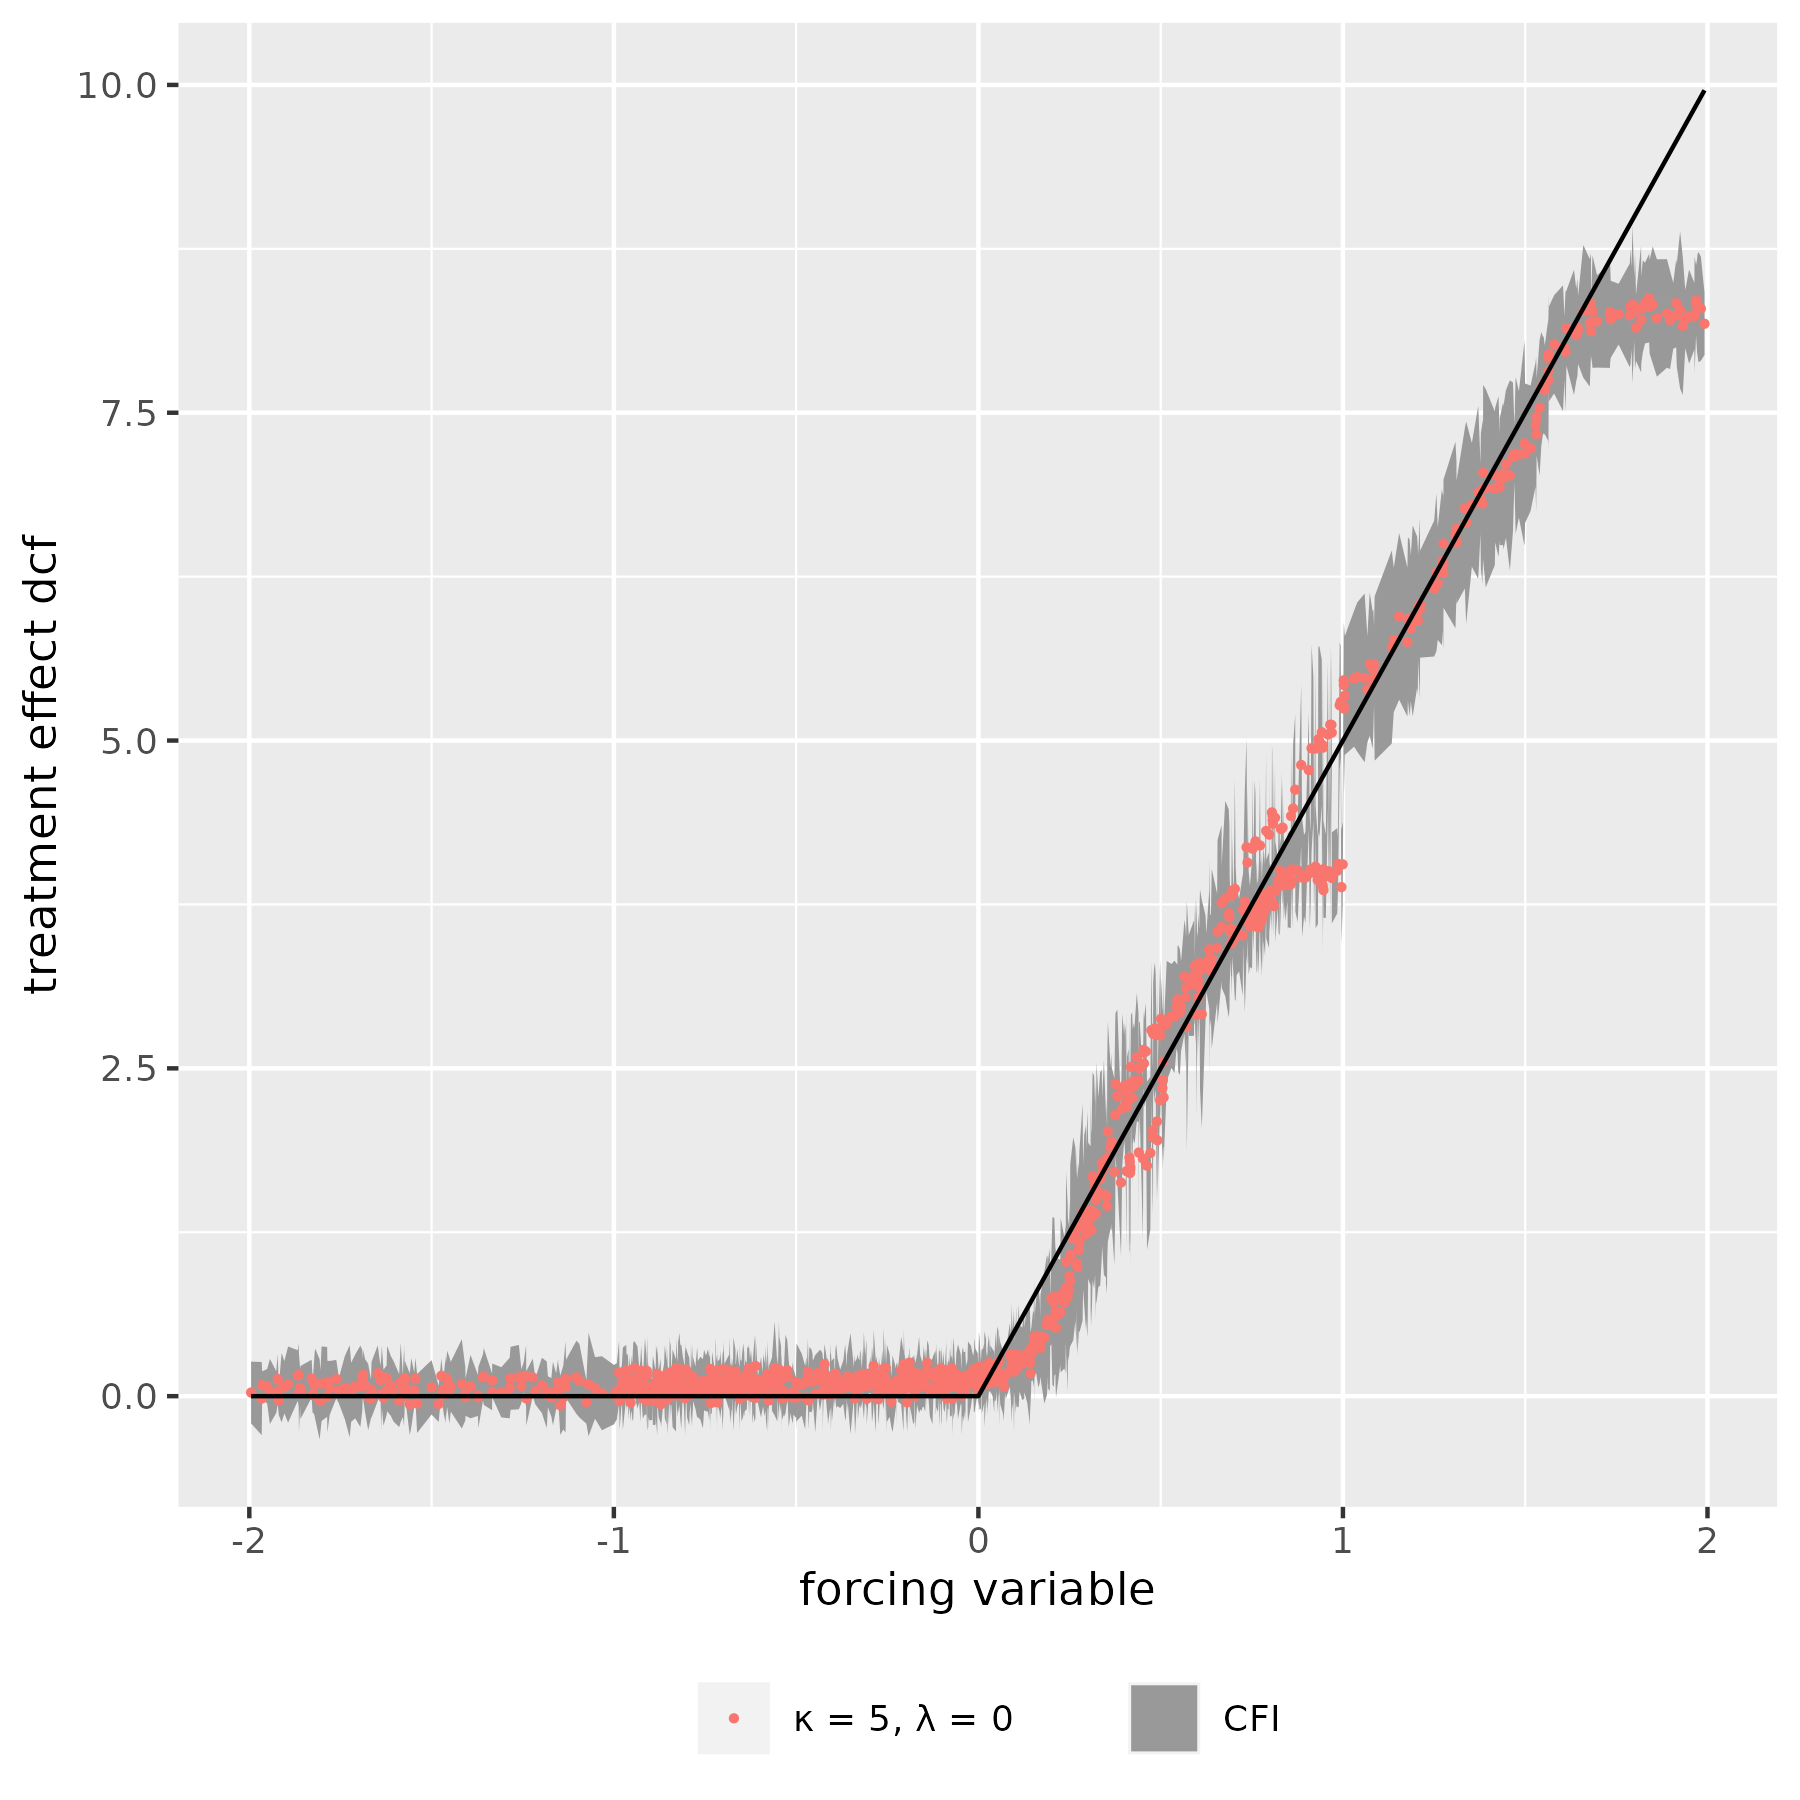 treatment effect dcf
10.0
7.5
5.0
2.5
0.0
-2 -1 0 1 2
forcing variable
κ = 5, λ = 0 CFI